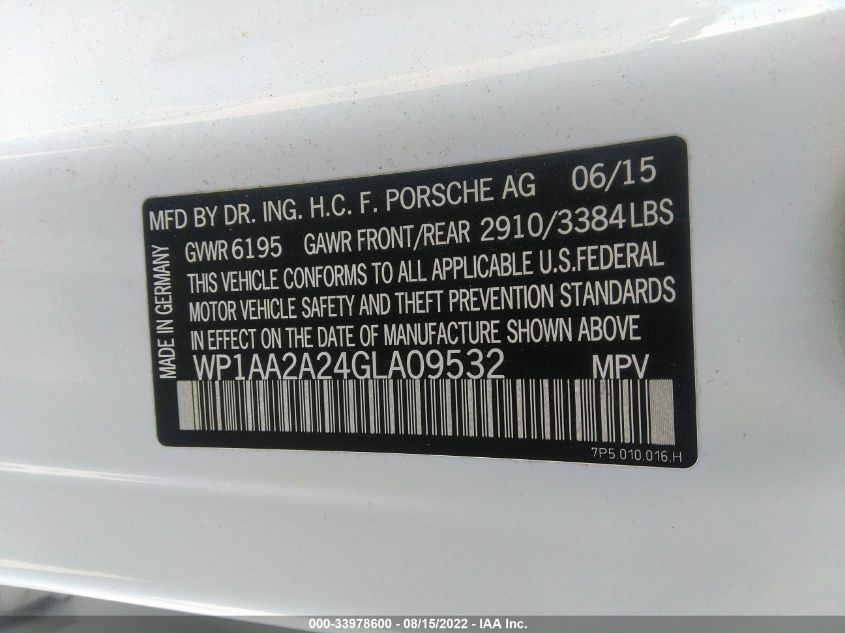 MFD BY DR. ING. H.C. F. PORSCHE AG 06/15
GVWR 6195 GAWR FRONT/REAR 2910/3384 LBS
THIS VEHICLE CONFORMS TO ALL APPLICABLE U.S.FEDERAL
MOTOR VEHICLE SAFETY AND THEFT PREVENTION STANDARDS
IN EFFECT ON THE DATE OF MANUFACTURE SHOWN ABOVE
WP1AA2A24GLA09532 MPV
MADE IN GERMANY
7P5.010.016.H
000-33978600 - 08/15/2022 - IAA Inc.